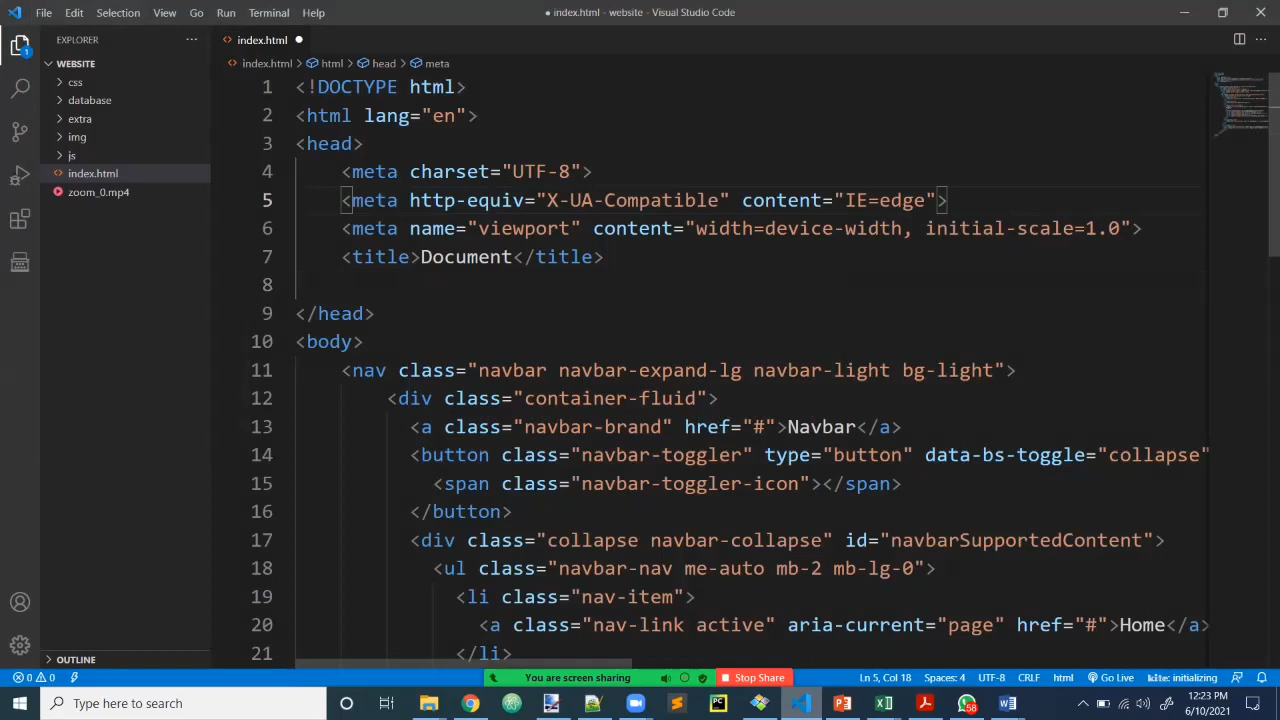 File Edit Selection View Go Run Terminal Help
● index.html - website - Visual Studio Code
EXPLORER ···
WEBSITE
css
database
extra
img
js
index.html
zoom_0.mp4
OUTLINE
1
index.html ●
index.html > html > head > meta
1 <!DOCTYPE html>
2 <html lang="en">
3 <head>
4 <meta charset="UTF-8">
5 <meta http-equiv="X-UA-Compatible" content="IE=edge">
6 <meta name="viewport" content="width=device-width, initial-scale=1.0">
7 <title>Document</title>
8
9 </head>
10 <body>
11 <nav class="navbar navbar-expand-lg navbar-light bg-light">
12 <div class="container-fluid">
13 <a class="navbar-brand" href="#">Navbar</a>
14 <button class="navbar-toggler" type="button" data-bs-toggle="collapse"
15 <span class="navbar-toggler-icon"></span>
16 </button>
17 <div class="collapse navbar-collapse" id="navbarSupportedContent">
18 <ul class="navbar-nav me-auto mb-2 mb-lg-0">
19 <li class="nav-item">
20 <a class="nav-link active" aria-current="page" href="#">Home</a>
21 </li>
0 0 You are screen sharing Stop Share Ln 5, Col 18 Spaces: 4 UTF-8 CRLF html Go Live kite: initializing
Type here to search
PC
58
12:23 PM
6/10/2021